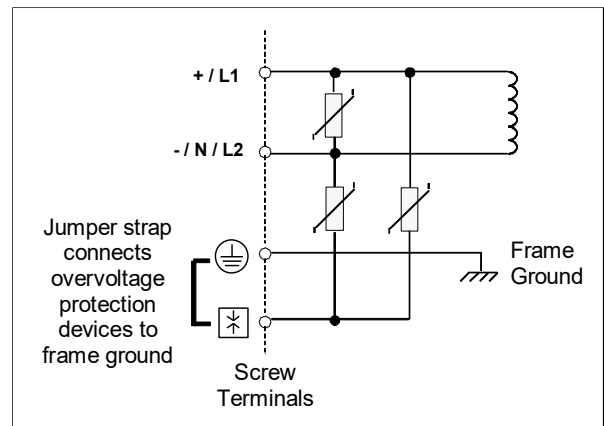 + / L1
- / N / L2
Jumper strap
connects
overvoltage
protection
devices to
frame ground
Frame
Ground
Screw
Terminals